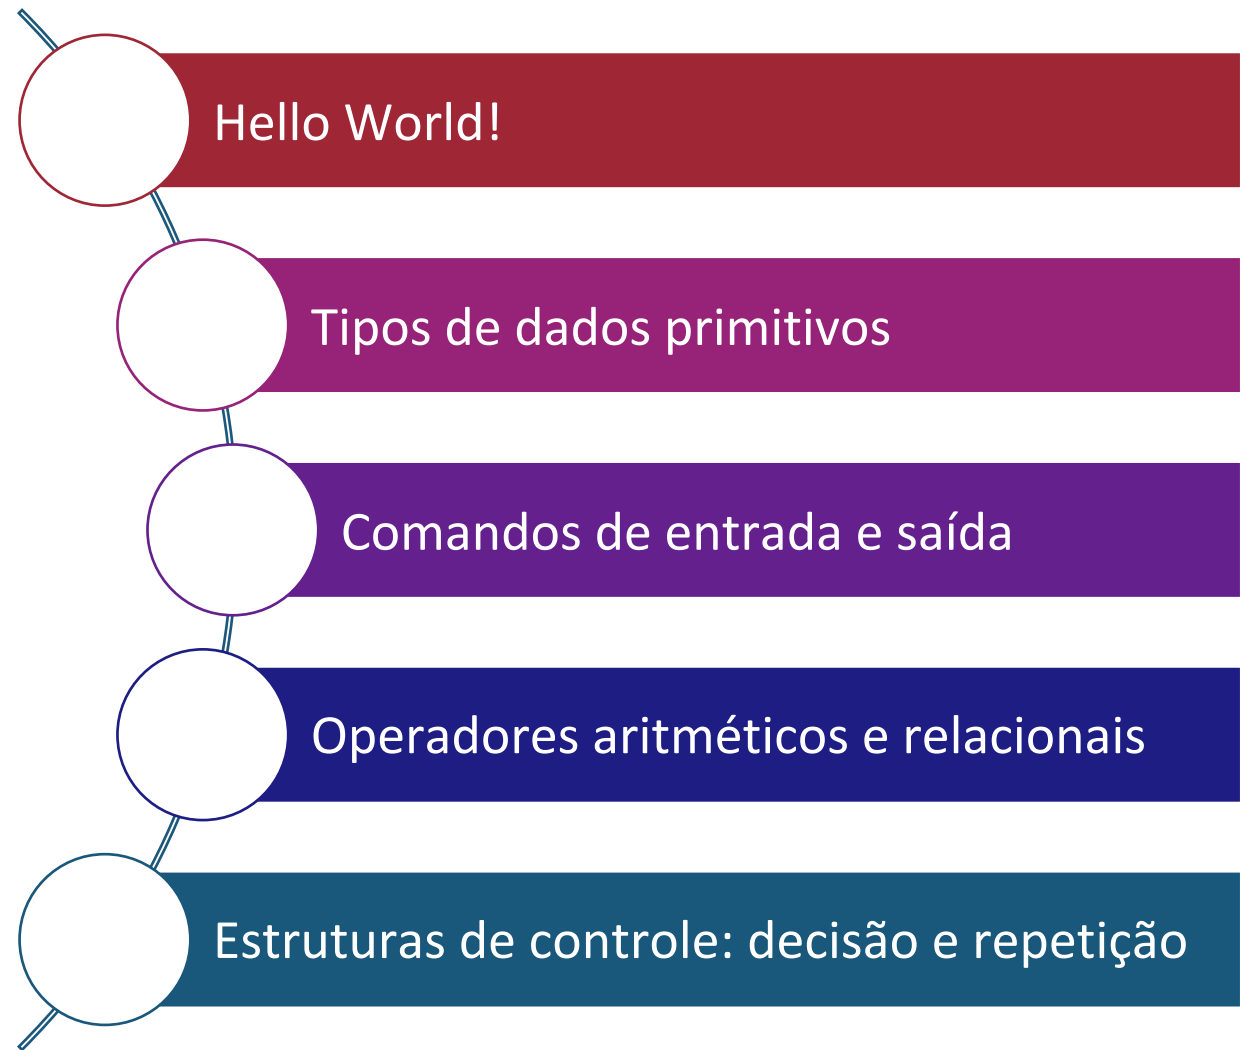 Hello World!
Tipos de dados primitivos
Comandos de entrada e saída
Operadores aritméticos e relacionais
Estruturas de controle: decisão e repetição